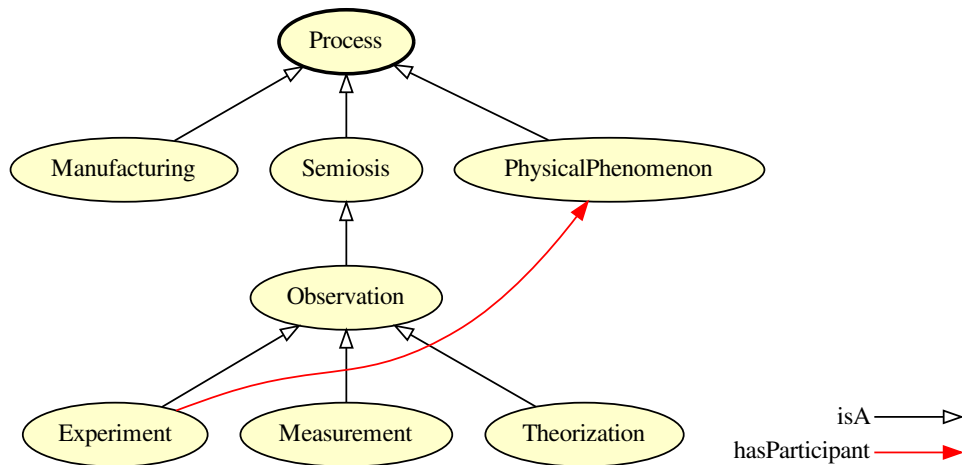 Process
Manufacturing
Semiosis
PhysicalPhenomenon
Observation
Experiment
Measurement
Theorization
isA
hasParticipant